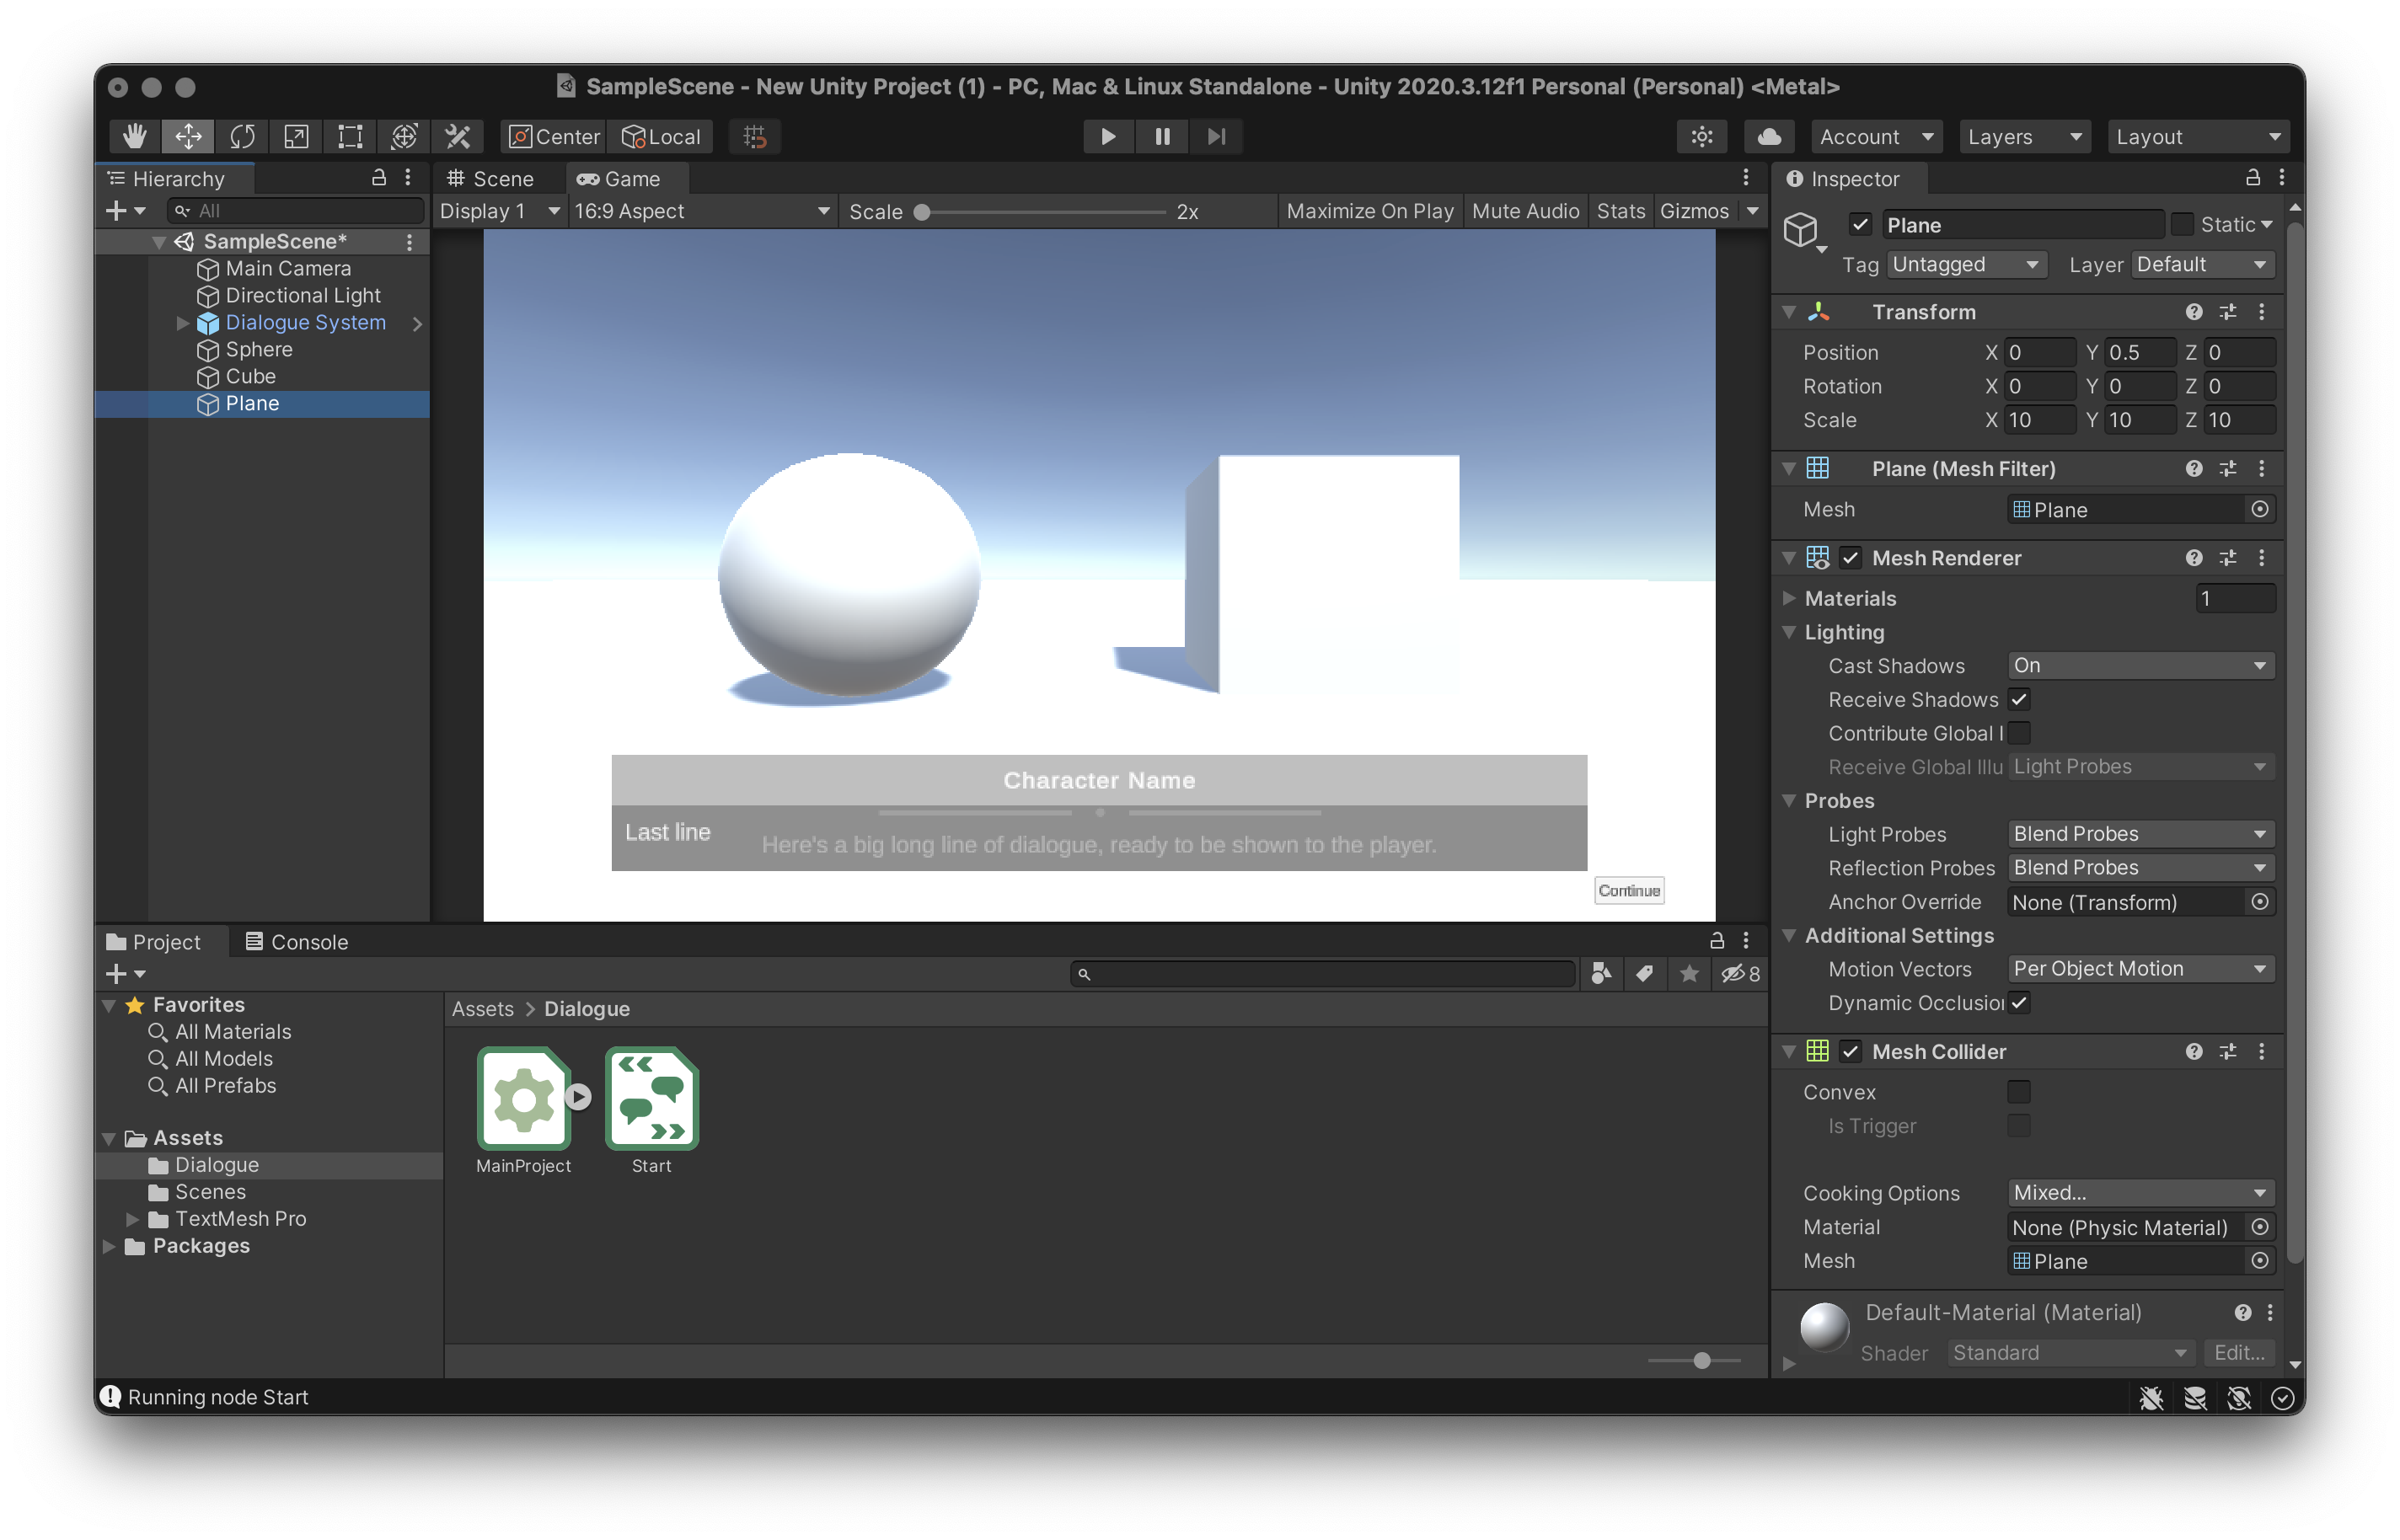 SampleScene - New Unity Project (1) - PC, Mac & Linux Standalone - Unity 2020.3.12f1 Personal (Personal) <Metal>
Center Local Account Layers Layout
Hierarchy
All
SampleScene*
Main Camera
Directional Light
Dialogue System
Sphere
Cube
Plane
Scene Game
Display 1 16:9 Aspect Scale 2x Maximize On Play Mute Audio Stats Gizmos
Character Name
Last line
Here's a big long line of dialogue, ready to be shown to the player.
Continue
Project Console
8
Favorites
All Materials
All Models
All Prefabs
Assets
Dialogue
Scenes
TextMesh Pro
Packages
Assets > Dialogue
MainProject Start
Inspector
Plane Static
Tag Untagged Layer Default
Transform
Position X 0 Y 0.5 Z 0
Rotation X 0 Y 0 Z 0
Scale X 10 Y 10 Z 10
Plane (Mesh Filter)
Mesh Plane
Mesh Renderer
Materials 1
Lighting
Cast Shadows On
Receive Shadows
Contribute Global I
Receive Global Illu Light Probes
Probes
Light Probes Blend Probes
Reflection Probes Blend Probes
Anchor Override None (Transform)
Additional Settings
Motion Vectors Per Object Motion
Dynamic Occlusion
Mesh Collider
Convex
Is Trigger
Cooking Options Mixed...
Material None (Physic Material)
Mesh Plane
Default-Material (Material)
Shader Standard Edit...
Running node Start